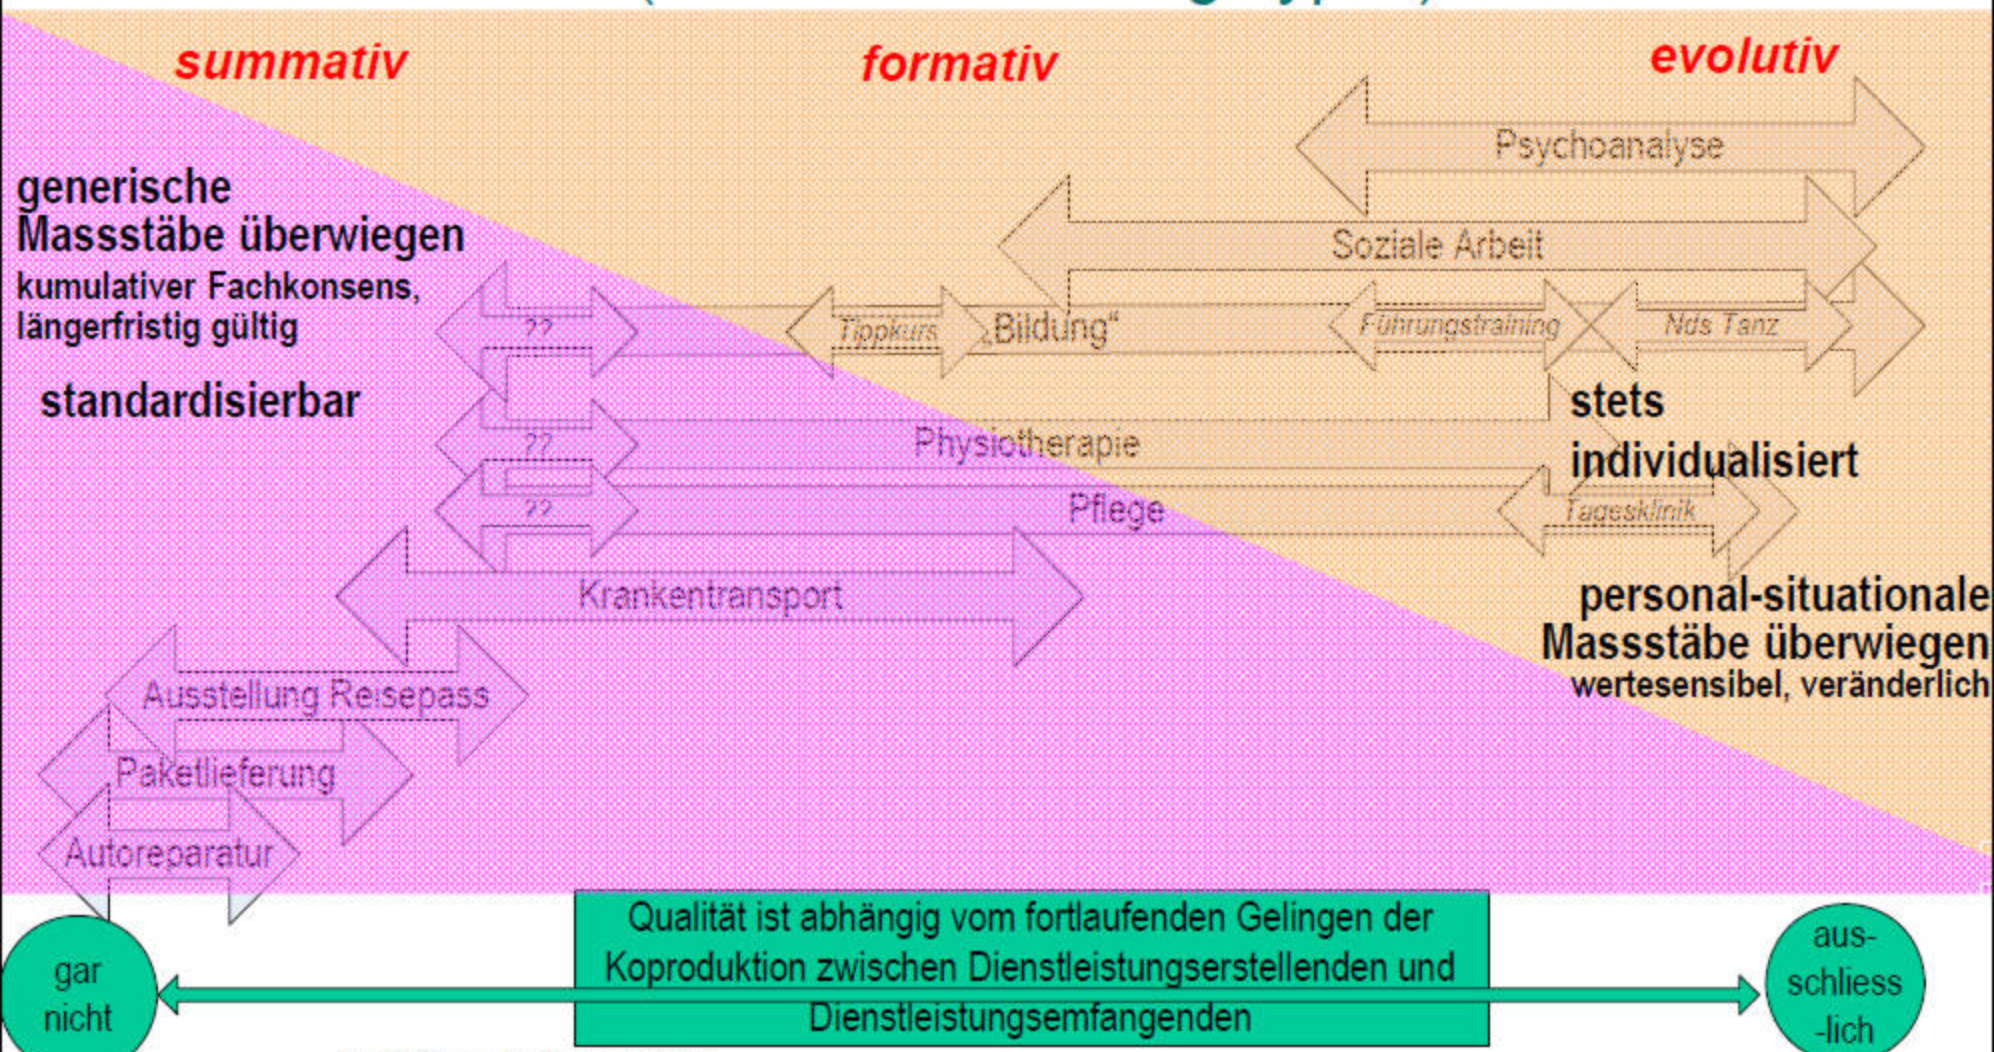 summativ
formativ
evolutiv
Psychoanalyse
generische
Massstäbe überwiegen
kumulativer Fachkonsens,
längerfristig gültig
Soziale Arbeit
??
Tippkurs
„Bildung“
Führungstraining
Nds Tanz
standardisierbar
stets
individualisiert
??
Physiotherapie
??
Pflege
Tagesklinik
Krankentransport
personal-situationale
Massstäbe überwiegen
wertesensibel, veränderlich
Ausstellung Reisepass
Paketlieferung
Autoreparatur
gar
nicht
Qualität ist abhängig vom fortlaufenden Gelingen der
Koproduktion zwischen Dienstleistungserstellenden und
Dienstleistungsemfangenden
aus-
schliess
-lich